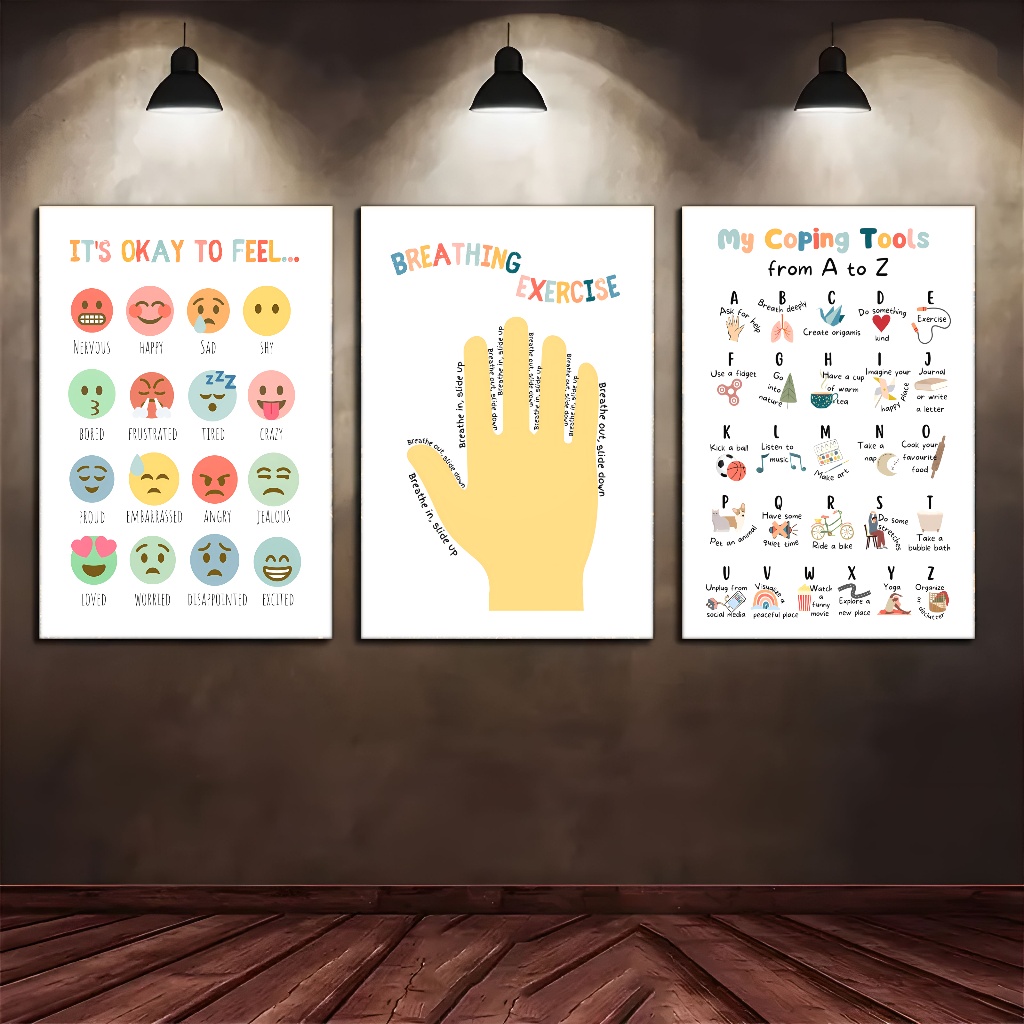 IT'S OKAY TO FEEL...
NERVOUS
HAPPY
SAD
SHY
BORED
FRUSTRATED
TIRED
ZZZ
CRAZY
PROUD
EMBARRASSED
ANGRY
JEALOUS
LOVED
WORRIED
DISAPPOINTED
EXCITED
BREATHING
EXERCISE
Breathe in, slide up
Breathe out, slide down
Breathe in, slide up
Breathe out, slide down
Breathe in, slide up
Breathe out, slide down
Breathe in, slide up
Breathe out, slide down
Breathe in, slide up
Breathe out, slide down
My Coping Tools
from A to Z
A
Ask for help
B
Breath deeply
C
Create origamis
D
Do something
kind
E
Exercise
F
Use a fidget
G
Go
into
nature
H
Have a cup
of warm
tea
I
Imagine your
happy place
J
Journal
or write
a letter
K
Kick a ball
L
Listen to
music
M
Make art
N
Take a
nap
O
Cook your
favourite
food
P
Pet an animal
Q
Have some
quiet time
R
Ride a bike
S
Do some
stretches
T
Take a
bubble bath
U
Unplug from
social media
V
Visualize a
peaceful place
W
Watch
a
funny
movie
X
Explore a
new place
Y
Yoga
Z
Organize
declutter